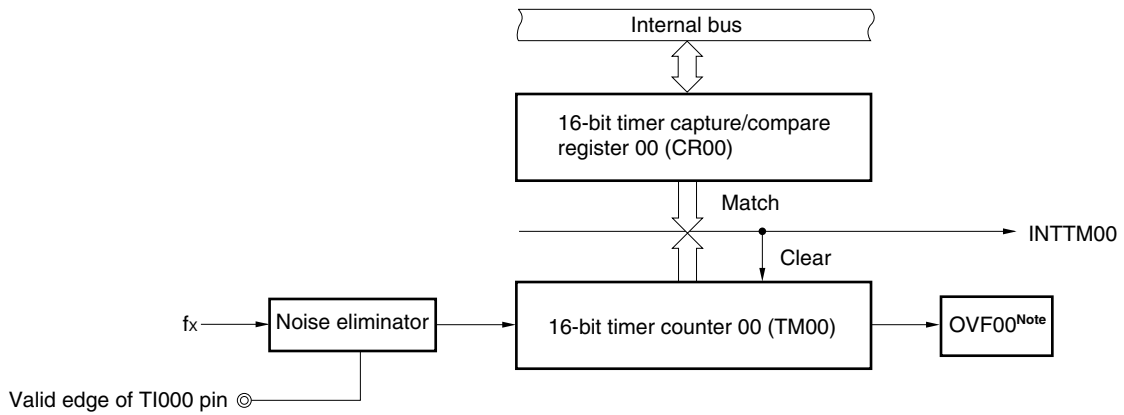 Internal bus
16-bit timer capture/compare
register 00 (CR00)
Match
INTTM00
Clear
fX
Noise eliminator
16-bit timer counter 00 (TM00)
OVF00Note
Valid edge of TI000 pin